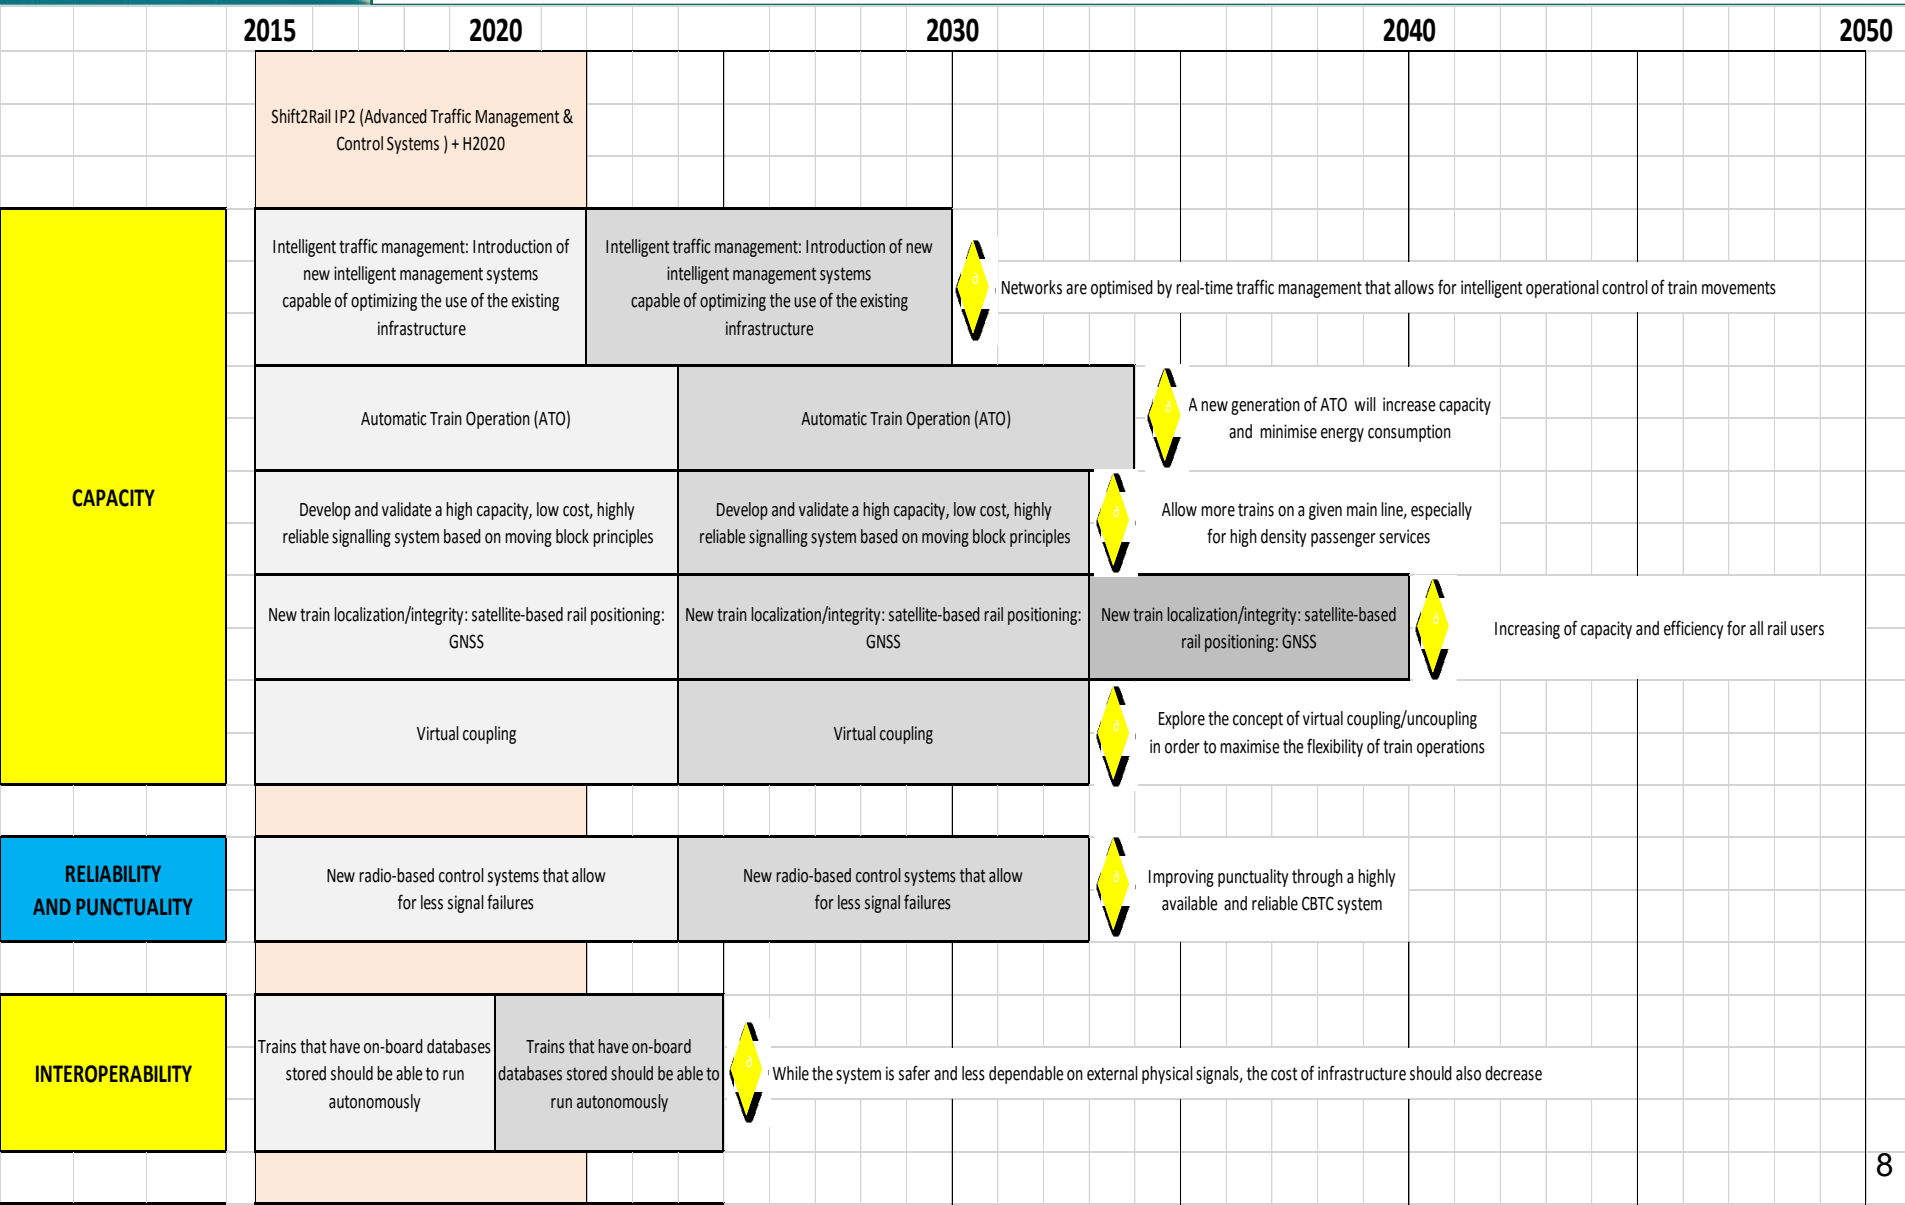 2015 2020 2030 2040 2050
Shift2Rail IP2 (Advanced Traffic Management &
Control Systems ) + H2020
CAPACITY
Intelligent traffic management: Introduction of
new intelligent management systems
capable of optimizing the use of the existing
infrastructure
Intelligent traffic management: Introduction of new
intelligent management systems
capable of optimizing the use of the existing
infrastructure
Networks are optimised by real-time traffic management that allows for intelligent operational control of train movements
Automatic Train Operation (ATO)
Automatic Train Operation (ATO)
A new generation of ATO will increase capacity
and minimise energy consumption
Develop and validate a high capacity, low cost, highly
reliable signalling system based on moving block principles
Develop and validate a high capacity, low cost, highly
reliable signalling system based on moving block principles
Allow more trains on a given main line, especially
for high density passenger services
New train localization/integrity: satellite-based rail positioning:
GNSS
New train localization/integrity: satellite-based rail positioning:
GNSS
New train localization/integrity: satellite-based
rail positioning: GNSS
Increasing of capacity and efficiency for all rail users
Virtual coupling
Virtual coupling
Explore the concept of virtual coupling/uncoupling
in order to maximise the flexibility of train operations
RELIABILITY
AND PUNCTUALITY
New radio-based control systems that allow
for less signal failures
New radio-based control systems that allow
for less signal failures
Improving punctuality through a highly
available and reliable CBTC system
INTEROPERABILITY
Trains that have on-board databases
stored should be able to run
autonomously
Trains that have on-board
databases stored should be able to
run autonomously
While the system is safer and less dependable on external physical signals, the cost of infrastructure should also decrease
8